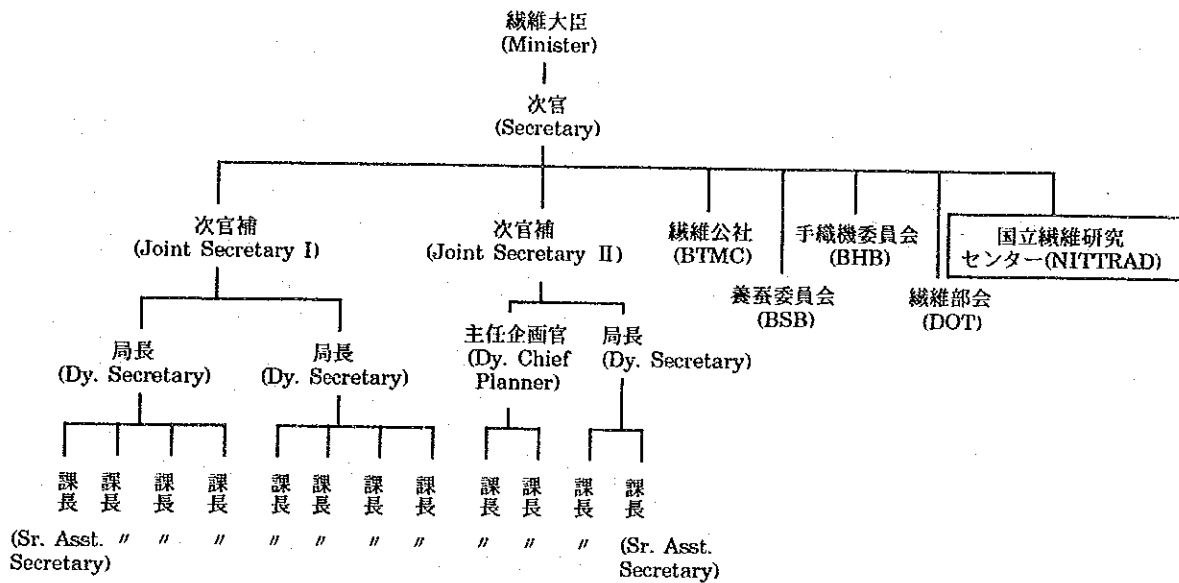 繊維大臣
(Minister)
次官
(Secretary)
次官補
(Joint Secretary I)
次官補
(Joint Secretary II)
繊維公社
(BTMC)
手織機委員会
(BHB)
国立繊維研究
センター(NITTRAD)
養蚕委員会
(BSB)
繊維部会
(DOT)
局長
(Dy. Secretary)
局長
(Dy. Secretary)
主任企画官
(Dy. Chief
Planner)
局長
(Dy. Secretary)
課長 課長 課長 課長 課長 課長 課長 課長 課長 課長 課長 課長
(Sr. Asst. 〃 〃 〃 〃 〃 〃 〃 〃 〃 〃 (Sr. Asst.
Secretary) Secretary)